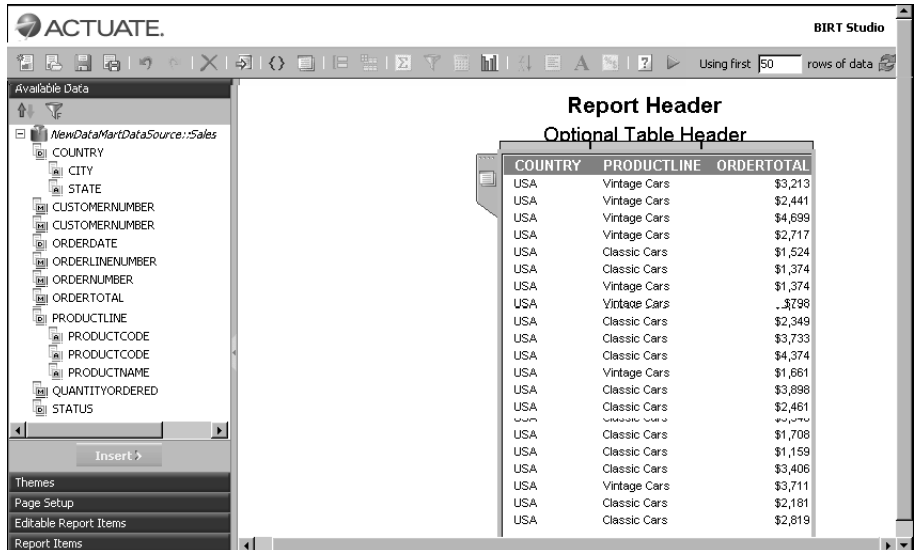 ACTUATE.
BIRT Studio
Using first 50 rows of data
Available Data
NewDataMartDataSource::Sales
COUNTRY
CITY
STATE
CUSTOMERNUMBER
CUSTOMERNUMBER
ORDERDATE
ORDERLINENUMBER
ORDERNUMBER
ORDERTOTAL
PRODUCTLINE
PRODUCTCODE
PRODUCTCODE
PRODUCTNAME
QUANTITYORDERED
STATUS
Insert
Themes
Page Setup
Editable Report Items
Report Items
Report Header
Optional Table Header
COUNTRY PRODUCTLINE ORDERTOTAL
USA Vintage Cars $3,213
USA Vintage Cars $2,441
USA Vintage Cars $4,699
USA Vintage Cars $2,717
USA Classic Cars $1,524
USA Classic Cars $1,374
USA Vintage Cars $1,374
USA Vintage Cars $798
USA Classic Cars $2,349
USA Classic Cars $3,733
USA Classic Cars $4,374
USA Vintage Cars $1,661
USA Classic Cars $3,898
USA Classic Cars $2,461
USA Classic Cars $1,708
USA Classic Cars $1,159
USA Classic Cars $3,406
USA Vintage Cars $3,711
USA Classic Cars $2,181
USA Classic Cars $2,819